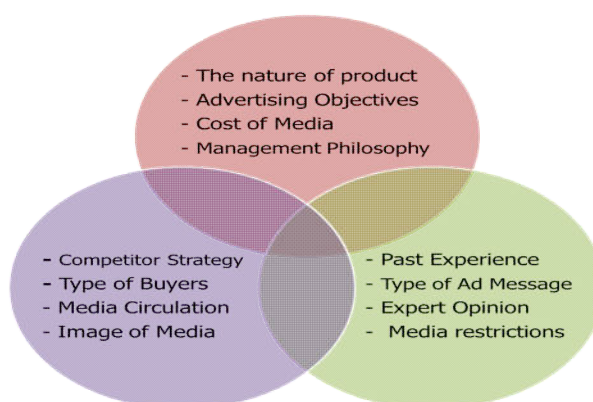 - The nature of product
- Advertising Objectives
- Cost of Media
- Management Philosophy
- Competitor Strategy
- Type of Buyers
- Media Circulation
- Image of Media
- Past Experience
- Type of Ad Message
- Expert Opinion
- Media restrictions